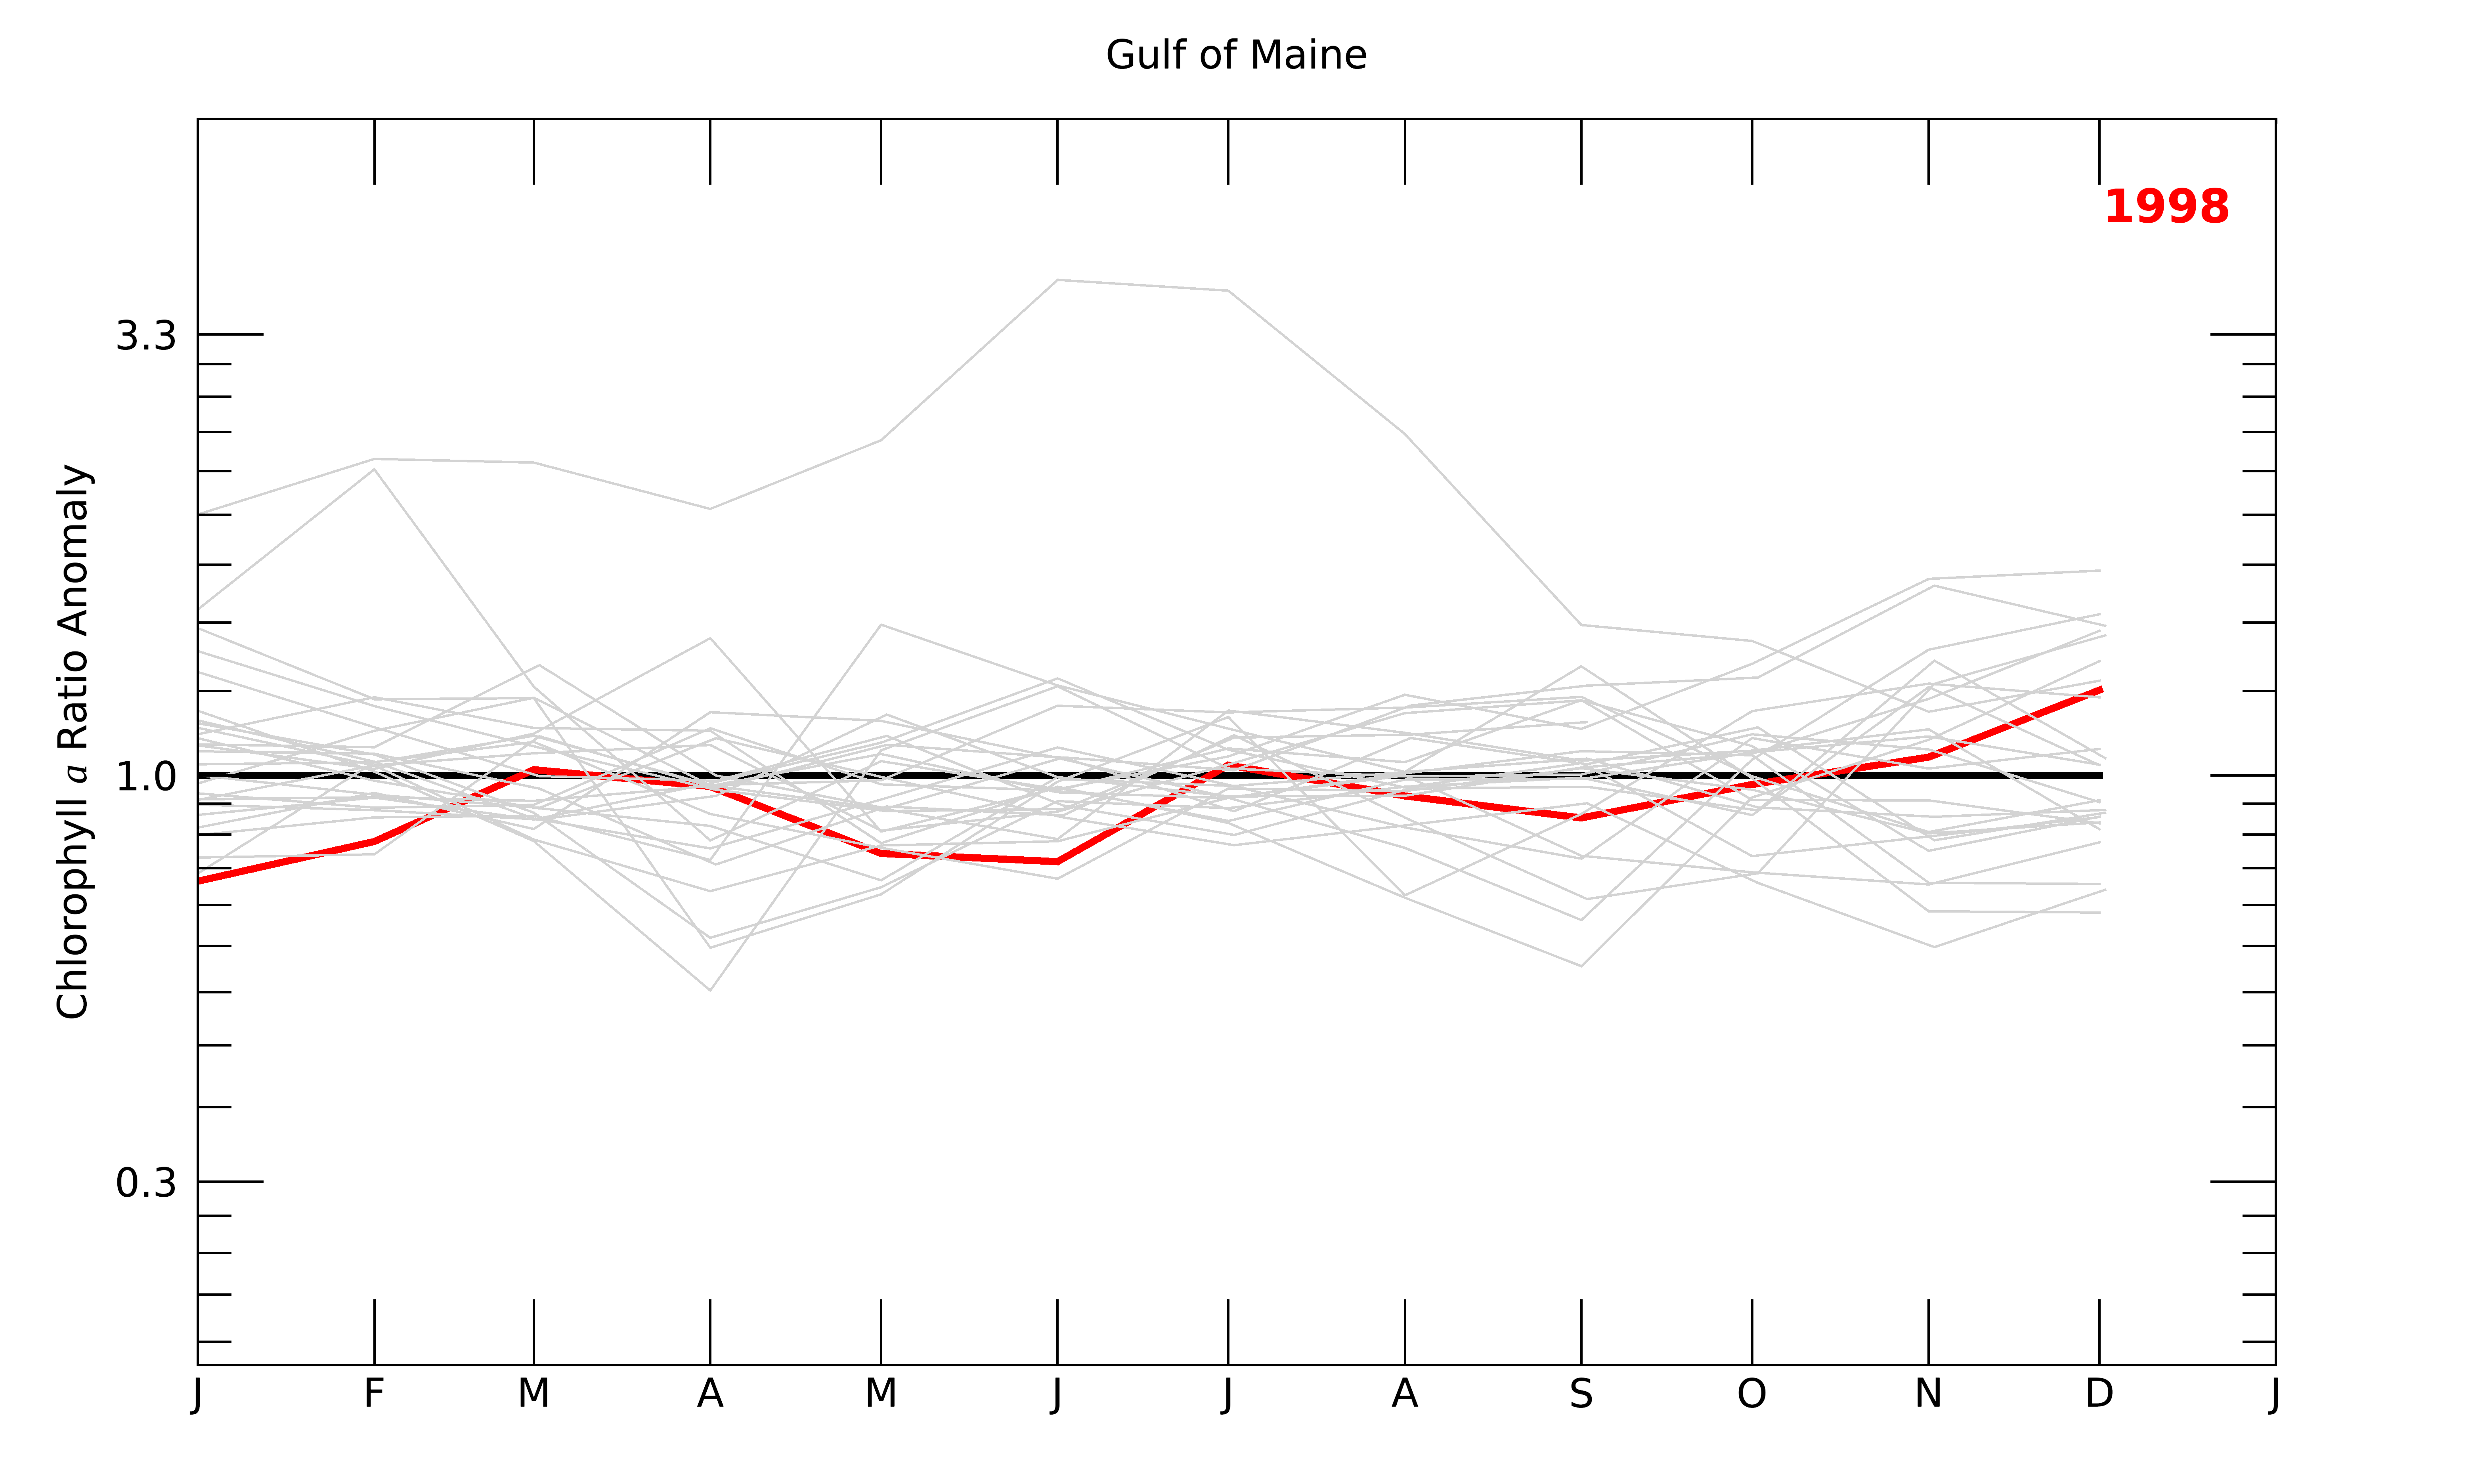 Gulf of Maine
1998
3.3
1.0
0.3
Chlorophyll a Ratio Anomaly
J F M A M J J A S O N D J